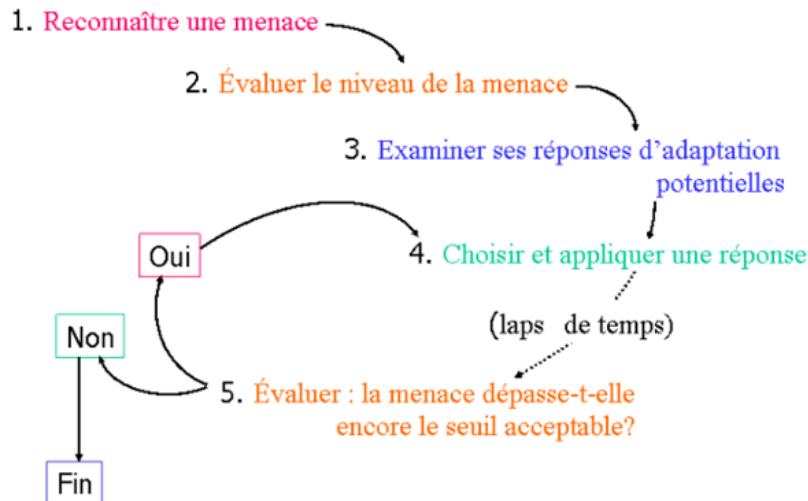 1. Reconnaître une menace
2. Évaluer le niveau de la menace
3. Examiner ses réponses d'adaptation
potentielles
Oui
4. Choisir et appliquer une réponse
(laps de temps)
Non
5. Évaluer : la menace dépasse-t-elle
encore le seuil acceptable?
Fin